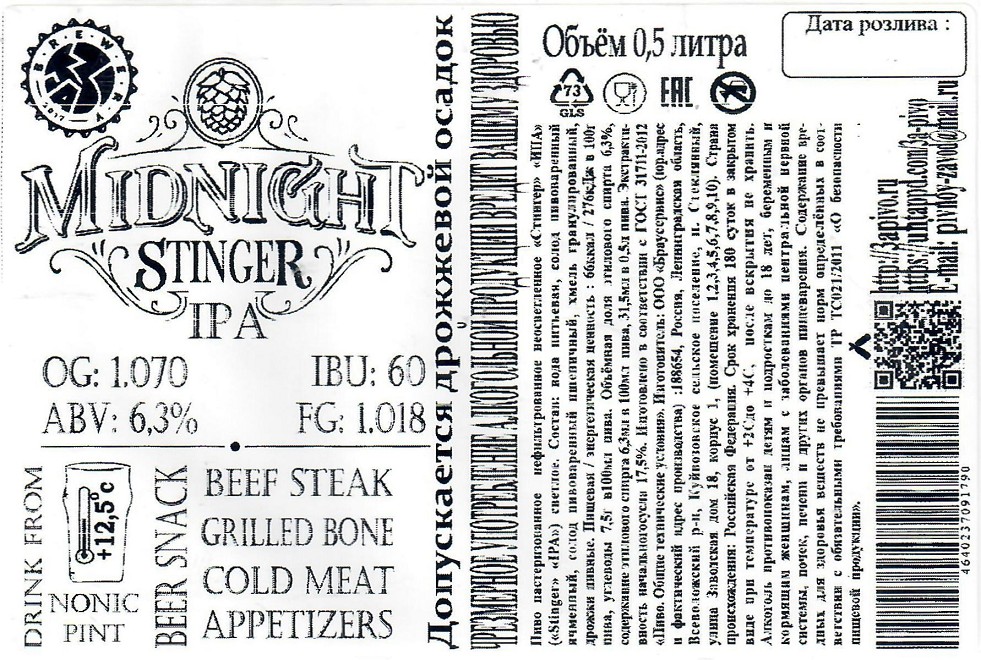 BREWERY
2017
MIDNIGHT
STINGER
IPA
OG: 1.070
IBU: 60
ABV: 6,3%
FG: 1.018
DRINK FROM
+12,5°c
NONIC
PINT
BEER SNACK
BEEF STEAK
GRILLED BONE
COLD MEAT
APPETIZERS
Допускается дрожжевой осадок
ЧРЕЗМЕРНОЕ УПОТРЕБЛЕНИЕ АЛКОГОЛЬНОЙ ПРОДУКЦИИ ВРЕДИТ ВАШЕМУ ЗДОРОВЬЮ
Объём 0,5 литра
Дата розлива :
73
GLS
EAC
Пиво пастеризованное нефильтрованное неосветленное «Стингер» «ИПА»
(«Stinger» «IPA») светлое. Состав: вода питьевая, солод пивоваренный
ячменный, солод пивоваренный пшеничный, хмель гранулированный,
дрожжи пивные. Пищевая / энергетическая ценность : 66ккал / 276кДж в 100г
пива, углеводы 7.5г в100мл пива. Объёмная доля этилового спирта 6,3%,
содержание этилового спирта 6,3мл в 100мл пива, 31,5мл в 0,5л пива. Экстракти-
вность начальногосусла 17,5%. Изготовлено в соответствии с ГОСТ 31711-2012
«Пиво. Общие технические условия». Изготовитель: ООО «Брауссервис» (юр.адрес
и фактический адрес производства) :188654, Россия, Ленинградская область,
Всеволожский р-н, Куйвозовское сельское поселение, п. Стеклянный,
улица Заводская, дом 18, корпус 1, (помещение 1,2,3,4,5,6,7,8,9,10). Страна
происхождения: Российская Федерация. Срок хранения 180 суток в закрытом
виде при температуре от +2Сдо +4С, после вскрытия не хранить.
Алкоголь противопоказан детям и подросткам до 18 лет, беременным и
кормящим женщинам, лицам с заболеваниями центральной нервной
системы, почек, печени и других органов пищеварения. Содержание вре-
дных для здоровья веществ не превышает норм определённых в соот-
ветствии с обязательными требованиями ТР ТС021/2011 «О безопасности
пищевой продукции».
http://3apivo.ru
https://untappd.com/3a-pivo
E-mail: pivkoy-zavod@mail.ru
4640237091790